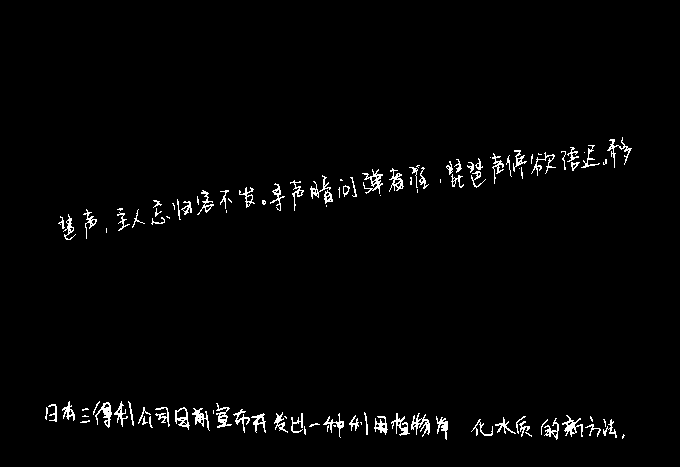 琶声，主人忘归客不发。寻声暗问弹者谁，琵琶声停欲语迟。移
日本三得利公司日前宣布开发出一种利用植物净 化水质的新方法，